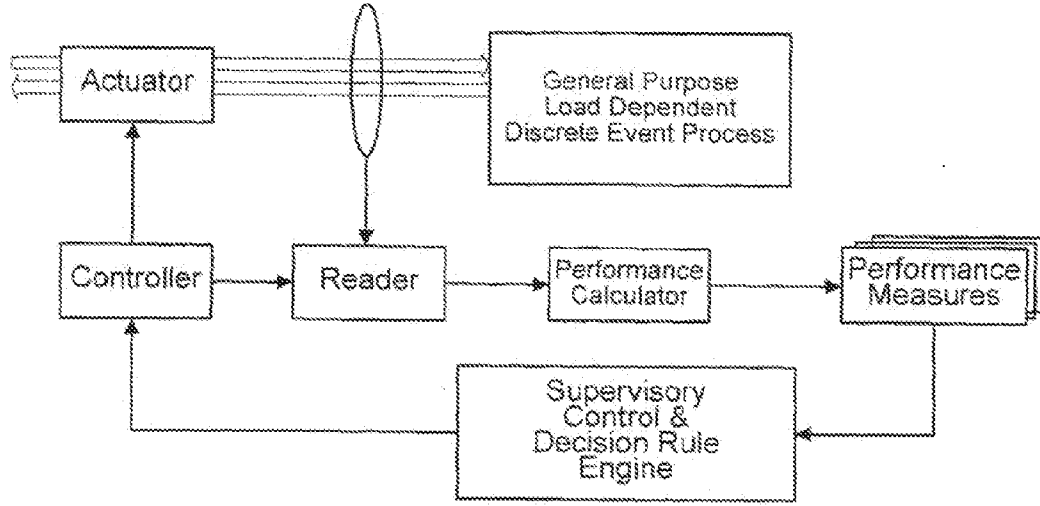 Actuator
General Purpose
Load Dependent
Discrete Event Process
Controller
Reader
Performance
Calculator
Performance
Measures
Supervisory
Control &
Decision Rule
Engine